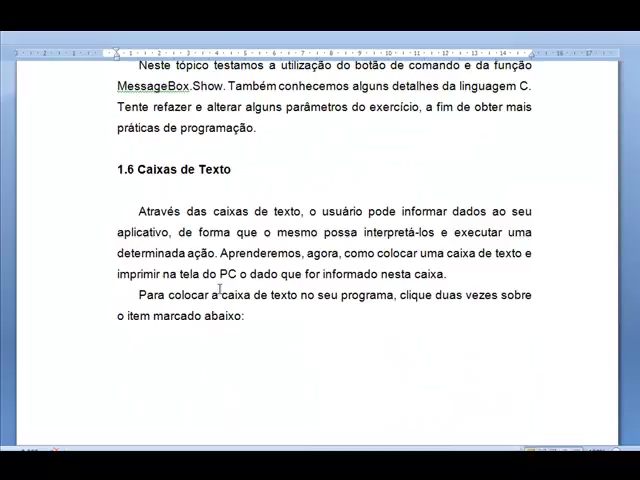 Neste tópico testamos a utilização do botão de comando e da função
MessageBox.Show. Também conhecemos alguns detalhes da linguagem C.
Tente refazer e alterar alguns parâmetros do exercício, a fim de obter mais
práticas de programação.
1.6 Caixas de Texto
Através das caixas de texto, o usuário pode informar dados ao seu
aplicativo, de forma que o mesmo possa interpretá-los e executar uma
determinada ação. Aprenderemos, agora, como colocar uma caixa de texto e
imprimir na tela do PC o dado que for informado nesta caixa.
Para colocar a caixa de texto no seu programa, clique duas vezes sobre
o item marcado abaixo: